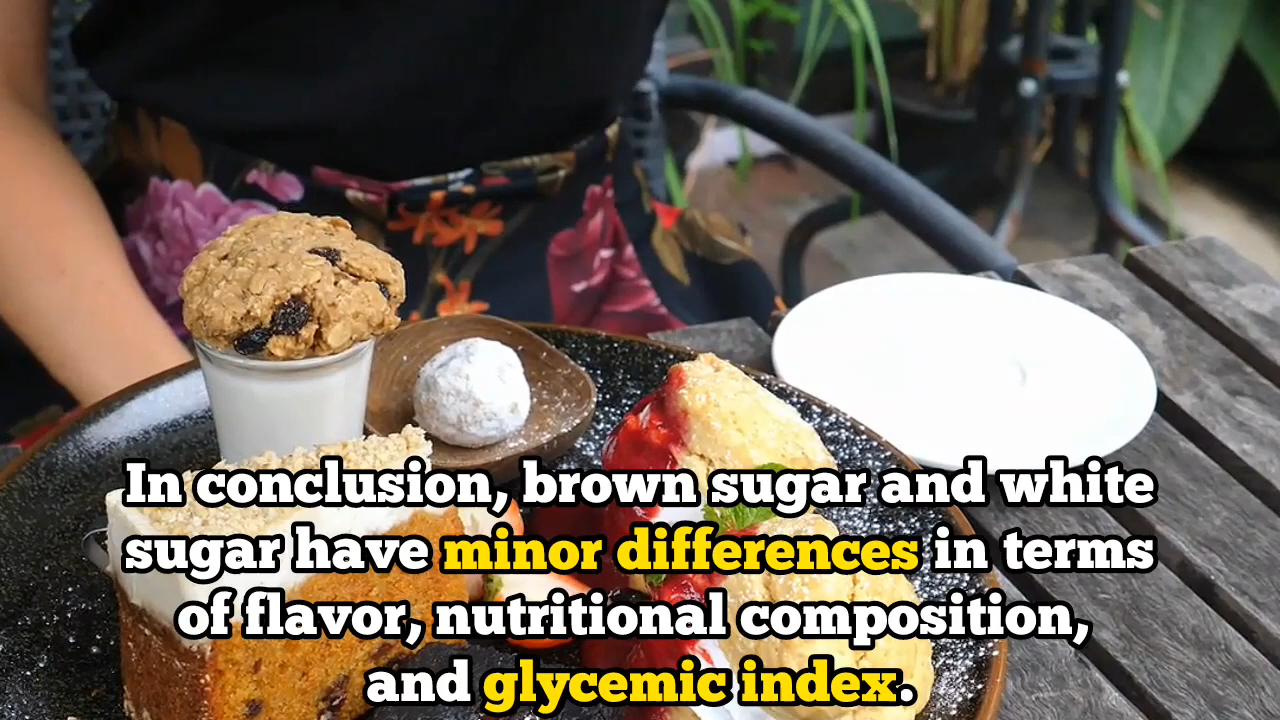 In conclusion, brown sugar and white
sugar have minor differences in terms
of flavor, nutritional composition,
and glycemic index.